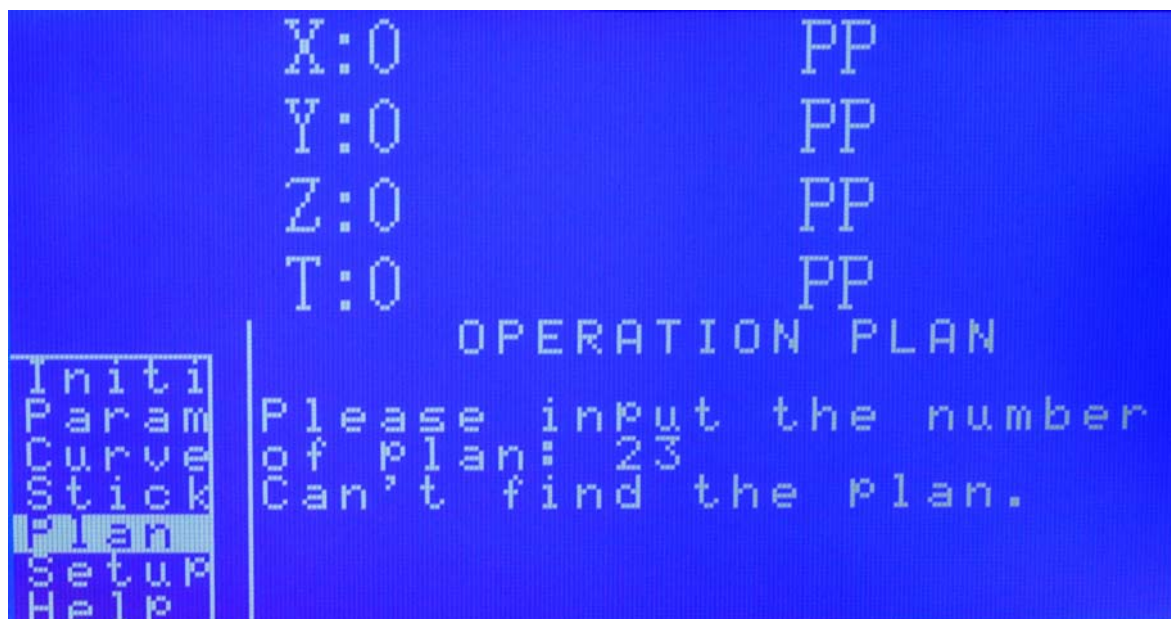 X:0 PP
Y:0 PP
Z:0 PP
T:0 PP
OPERATION PLAN
Initi
Param
Curve
Stick
Plan
Setup
Help
Please input the number
of plan: 23
Can't find the plan.